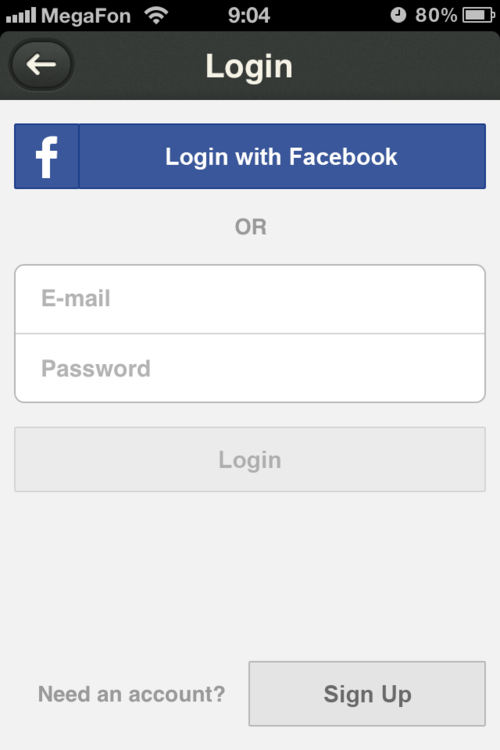 MegaFon 9:04 80%
Login
f Login with Facebook
OR
E-mail
Password
Login
Need an account? Sign Up